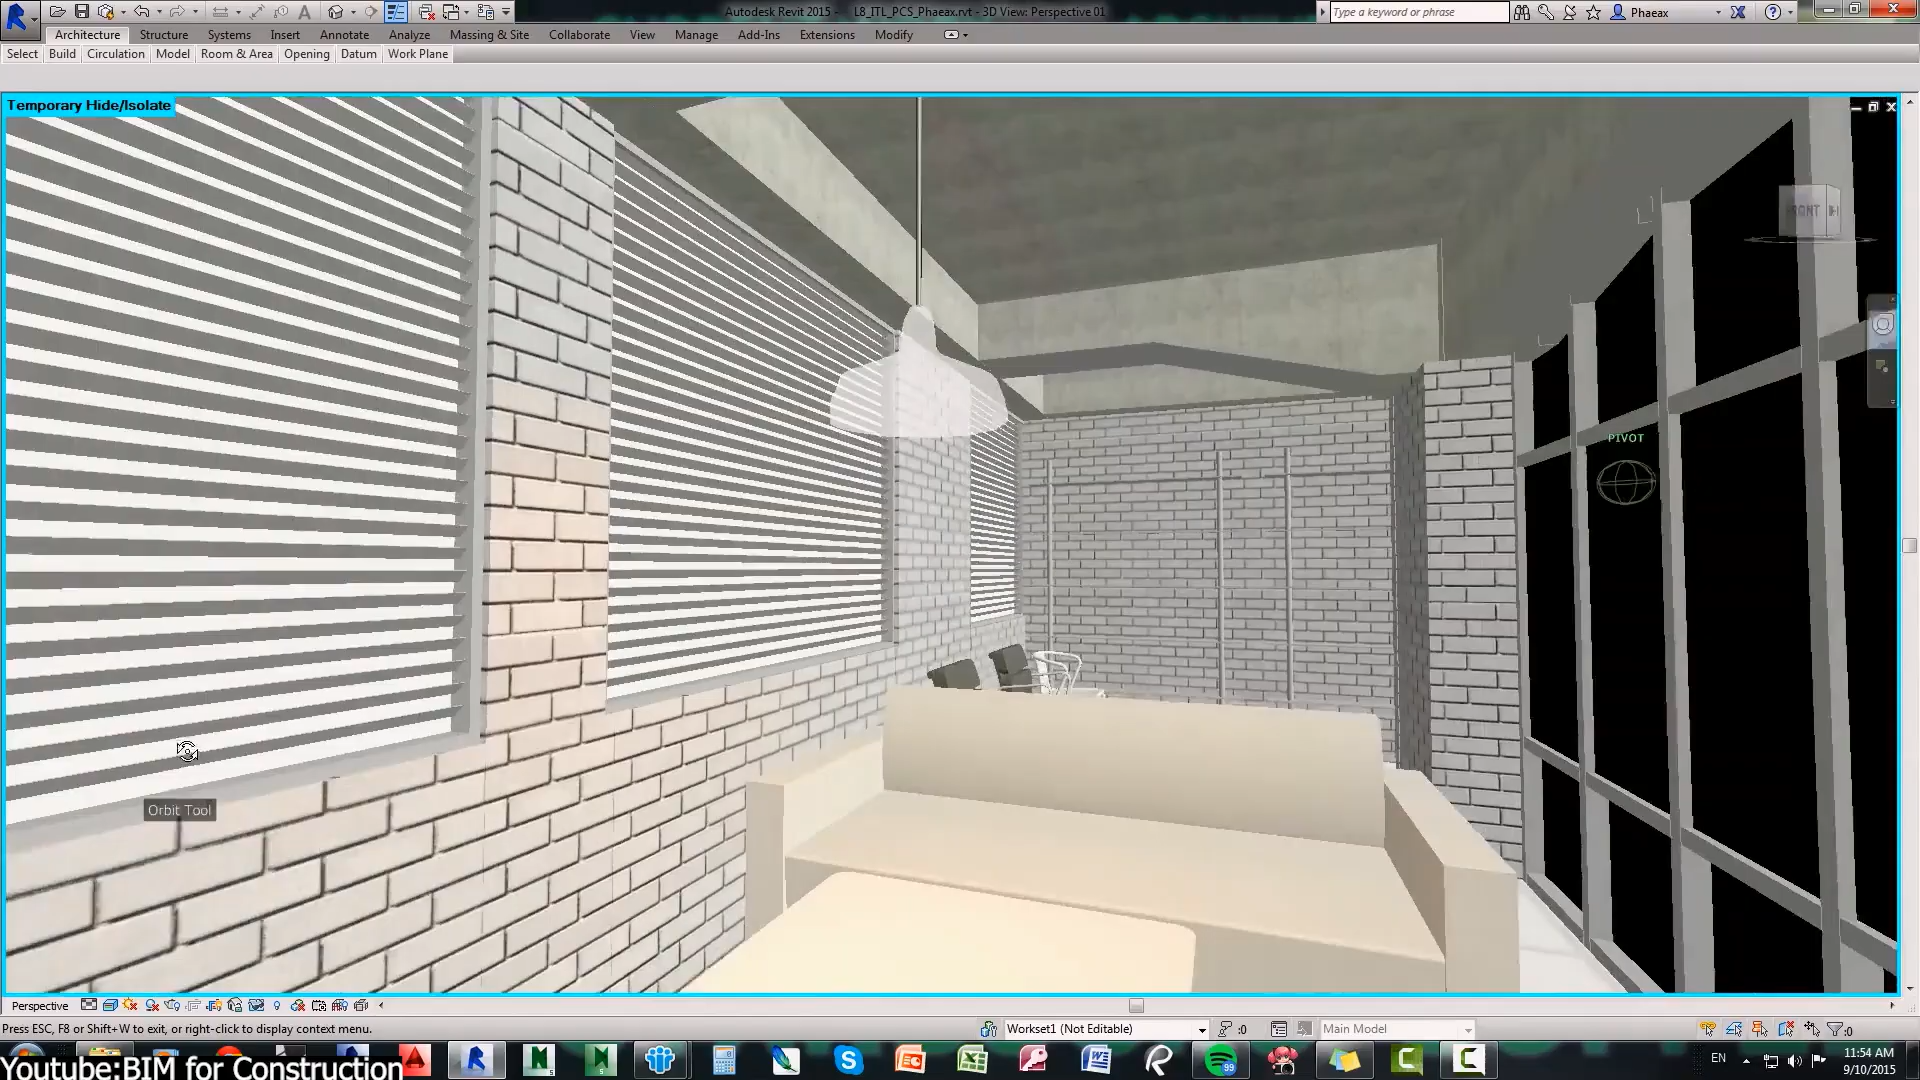 Autodesk Revit 2015 - L8_ITL_PCS_Phaeax.rvt - 3D View: Perspective 01
Type a keyword or phrase
Phaeax
Architecture Structure Systems Insert Annotate Analyze Massing & Site Collaborate View Manage Add-Ins Extensions Modify
Select Build Circulation Model Room & Area Opening Datum Work Plane
Temporary Hide/Isolate
FRONT
PIVOT
Orbit Tool
Perspective
Press ESC, F8 or Shift+W to exit, or right-click to display context menu.
Workset1 (Not Editable)
:0
Main Model
:0
Youtube:BIM for Construction
99
EN
11:54 AM
9/10/2015